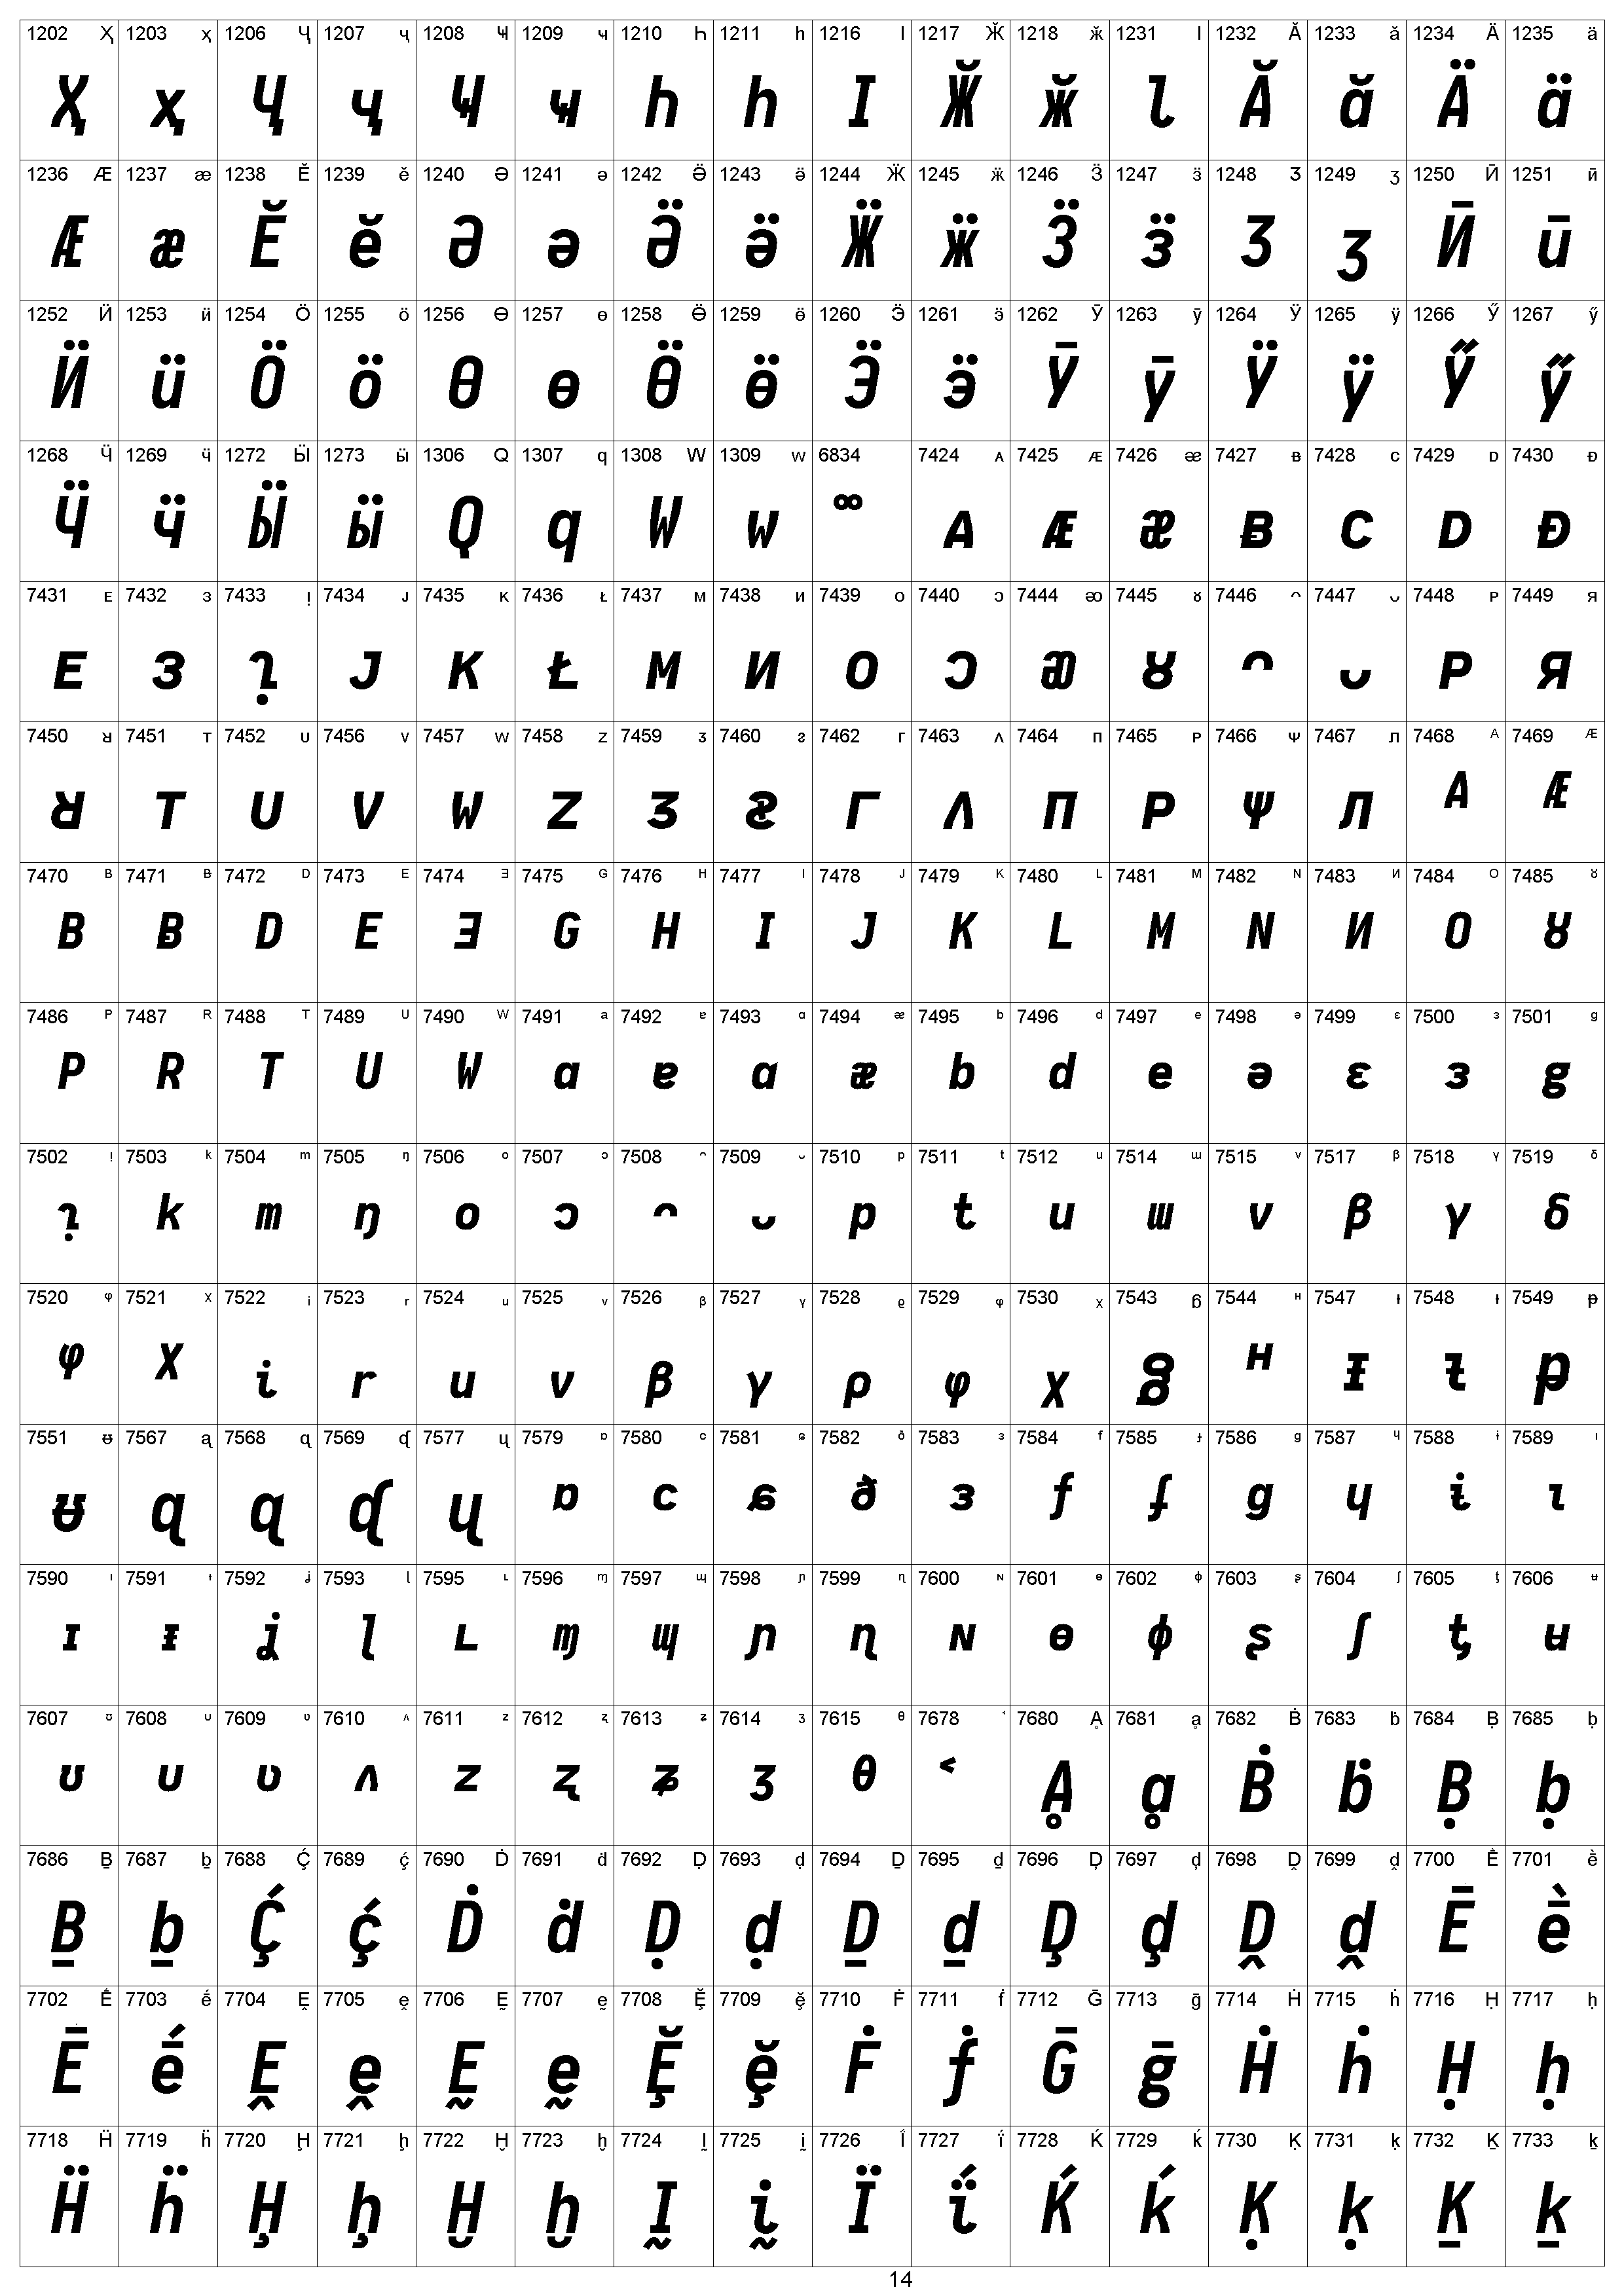 1202 Ҳ 1203 ҳ 1206 Ҷ 1207 ҷ 1208 Ҹ 1209 ҹ 1210 Һ 1211 һ 1216 Ӏ 1217 Ӂ 1218 ӂ 1231 ӏ 1232 Ӑ 1233 ӑ 1234 Ӓ 1235 ӓ
Ҳ ҳ Ҷ ҷ Ҹ ҹ Һ һ Ӏ Ӂ ӂ ӏ Ӑ ӑ Ӓ ӓ
1236 Ӕ 1237 ӕ 1238 Ӗ 1239 ӗ 1240 Ә 1241 ә 1242 Ӛ 1243 ӛ 1244 Ӝ 1245 ӝ 1246 Ӟ 1247 ӟ 1248 Ӡ 1249 ӡ 1250 Ӣ 1251 ӣ
Ӕ ӕ Ӗ ӗ Ә ә Ӛ ӛ Ӝ ӝ Ӟ ӟ Ӡ ӡ Ӣ ӣ
1252 Ӥ 1253 ӥ 1254 Ӧ 1255 ӧ 1256 Ө 1257 ө 1258 Ӫ 1259 ӫ 1260 Ӭ 1261 ӭ 1262 Ӯ 1263 ӯ 1264 Ӱ 1265 ӱ 1266 Ӳ 1267 ӳ
Ӥ ӥ Ӧ ӧ Ө ө Ӫ ӫ Ӭ ӭ Ӯ ӯ Ӱ ӱ Ӳ ӳ
1268 Ӵ 1269 ӵ 1272 Ӹ 1273 ӹ 1306 Ԛ 1307 ԛ 1308 Ԝ 1309 ԝ 6834 7424 ᴀ 7425 ᴁ 7426 ᴂ 7427 ᴃ 7428 ᴄ 7429 ᴅ 7430 ᴆ
Ӵ ӵ Ӹ ӹ Ԛ ԛ Ԝ ԝ ᪲ ᴀ ᴁ ᴂ ᴃ ᴄ ᴅ ᴆ
7431 ᴇ 7432 ᴈ 7433 ᴉ 7434 ᴊ 7435 ᴋ 7436 ᴌ 7437 ᴍ 7438 ᴎ 7439 ᴏ 7440 ᴐ 7444 ᴔ 7445 ᴕ 7446 ᴖ 7447 ᴗ 7448 ᴘ 7449 ᴙ
ᴇ ᴈ ᴉ ᴊ ᴋ ᴌ ᴍ ᴎ ᴏ ᴐ ᴔ ᴕ ᴖ ᴗ ᴘ ᴙ
7450 ᴚ 7451 ᴛ 7452 ᴜ 7456 ᴠ 7457 ᴡ 7458 ᴢ 7459 ᴣ 7460 ᴤ 7462 ᴦ 7463 ᴧ 7464 ᴨ 7465 ᴩ 7466 ᴪ 7467 ᴫ 7468 ᴬ 7469 ᴭ
ᴚ ᴛ ᴜ ᴠ ᴡ ᴢ ᴣ ᴤ ᴦ ᴧ ᴨ ᴩ ᴪ ᴫ ᴬ ᴭ
7470 ᴮ 7471 ᴯ 7472 ᴰ 7473 ᴱ 7474 ᴲ 7475 ᴳ 7476 ᴴ 7477 ᴵ 7478 ᴶ 7479 ᴷ 7480 ᴸ 7481 ᴹ 7482 ᴺ 7483 ᴻ 7484 ᴼ 7485 ᴽ
ᴮ ᴯ ᴰ ᴱ ᴲ ᴳ ᴴ ᴵ ᴶ ᴷ ᴸ ᴹ ᴺ ᴻ ᴼ ᴽ
7486 ᴾ 7487 ᴿ 7488 ᵀ 7489 ᵁ 7490 ᵂ 7491 ᵃ 7492 ᵄ 7493 ᵅ 7494 ᵆ 7495 ᵇ 7496 ᵈ 7497 ᵉ 7498 ᵊ 7499 ᵋ 7500 ᵌ 7501 ᵍ
ᴾ ᴿ ᵀ ᵁ ᵂ ᵃ ᵄ ᵅ ᵆ ᵇ ᵈ ᵉ ᵊ ᵋ ᵌ ᵍ
7502 ᵎ 7503 ᵏ 7504 ᵐ 7505 ᵑ 7506 ᵒ 7507 ᵓ 7508 ᵔ 7509 ᵕ 7510 ᵖ 7511 ᵗ 7512 ᵘ 7514 ᵚ 7515 ᵛ 7517 ᵝ 7518 ᵞ 7519 ᵟ
ᵎ ᵏ ᵐ ᵑ ᵒ ᵓ ᵔ ᵕ ᵖ ᵗ ᵘ ᵚ ᵛ ᵝ ᵞ ᵟ
7520 ᵠ 7521 ᵡ 7522 ᵢ 7523 ᵣ 7524 ᵤ 7525 ᵥ 7526 ᵦ 7527 ᵧ 7528 ᵨ 7529 ᵩ 7530 ᵪ 7543 ᵷ 7544 ᵸ 7547 ᵻ 7548 ᵼ 7549 ᵽ
ᵠ ᵡ ᵢ ᵣ ᵤ ᵥ ᵦ ᵧ ᵨ ᵩ ᵪ ᵷ ᵸ ᵻ ᵼ ᵽ
7551 ᵿ 7567 ᶏ 7568 ᶐ 7569 ᶑ 7577 ᶙ 7579 ᶛ 7580 ᶜ 7581 ᶝ 7582 ᶞ 7583 ᶟ 7584 ᶠ 7585 ᶡ 7586 ᶢ 7587 ᶣ 7588 ᶤ 7589 ᶥ
ᵿ ᶏ ᶐ ᶑ ᶙ ᶛ ᶜ ᶝ ᶞ ᶟ ᶠ ᶡ ᶢ ᶣ ᶤ ᶥ
7590 ᶦ 7591 ᶧ 7592 ᶨ 7593 ᶩ 7595 ᶫ 7596 ᶬ 7597 ᶭ 7598 ᶮ 7599 ᶯ 7600 ᶰ 7601 ᶱ 7602 ᶲ 7603 ᶳ 7604 ᶴ 7605 ᶵ 7606 ᶶ
ᶦ ᶧ ᶨ ᶩ ᶫ ᶬ ᶭ ᶮ ᶯ ᶰ ᶱ ᶲ ᶳ ᶴ ᶵ ᶶ
7607 ᶷ 7608 ᶸ 7609 ᶹ 7610 ᶺ 7611 ᶻ 7612 ᶼ 7613 ᶽ 7614 ᶾ 7615 ᶿ 7678 ᷾ 7680 Ḁ 7681 ḁ 7682 Ḃ 7683 ḃ 7684 Ḅ 7685 ḅ
ᶷ ᶸ ᶹ ᶺ ᶻ ᶼ ᶽ ᶾ ᶿ ᷾ Ḁ ḁ Ḃ ḃ Ḅ ḅ
7686 Ḇ 7687 ḇ 7688 Ḉ 7689 ḉ 7690 Ḋ 7691 ḋ 7692 Ḍ 7693 ḍ 7694 Ḏ 7695 ḏ 7696 Ḑ 7697 ḑ 7698 Ḓ 7699 ḓ 7700 Ḕ 7701 ḕ
Ḇ ḇ Ḉ ḉ Ḋ ḋ Ḍ ḍ Ḏ ḏ Ḑ ḑ Ḓ ḓ Ē ḕ
7702 Ḗ 7703 ḗ 7704 Ḙ 7705 ḙ 7706 Ḛ 7707 ḛ 7708 Ḝ 7709 ḝ 7710 Ḟ 7711 ḟ 7712 Ḡ 7713 ḡ 7714 Ḣ 7715 ḣ 7716 Ḥ 7717 ḥ
Ē ḗ Ḙ ḙ Ḛ ḛ Ḝ ḝ Ḟ ḟ Ḡ ḡ Ḣ ḣ Ḥ ḥ
7718 Ḧ 7719 ḧ 7720 Ḩ 7721 ḩ 7722 Ḫ 7723 ḫ 7724 Ḭ 7725 ḭ 7726 Ḯ 7727 ḯ 7728 Ḱ 7729 ḱ 7730 Ḳ 7731 ḳ 7732 Ḵ 7733 ḵ
Ḧ ḧ Ḩ ḩ Ḫ ḫ Ḭ ḭ Ï ḯ Ḱ ḱ Ḳ ḳ Ḵ ḵ
14